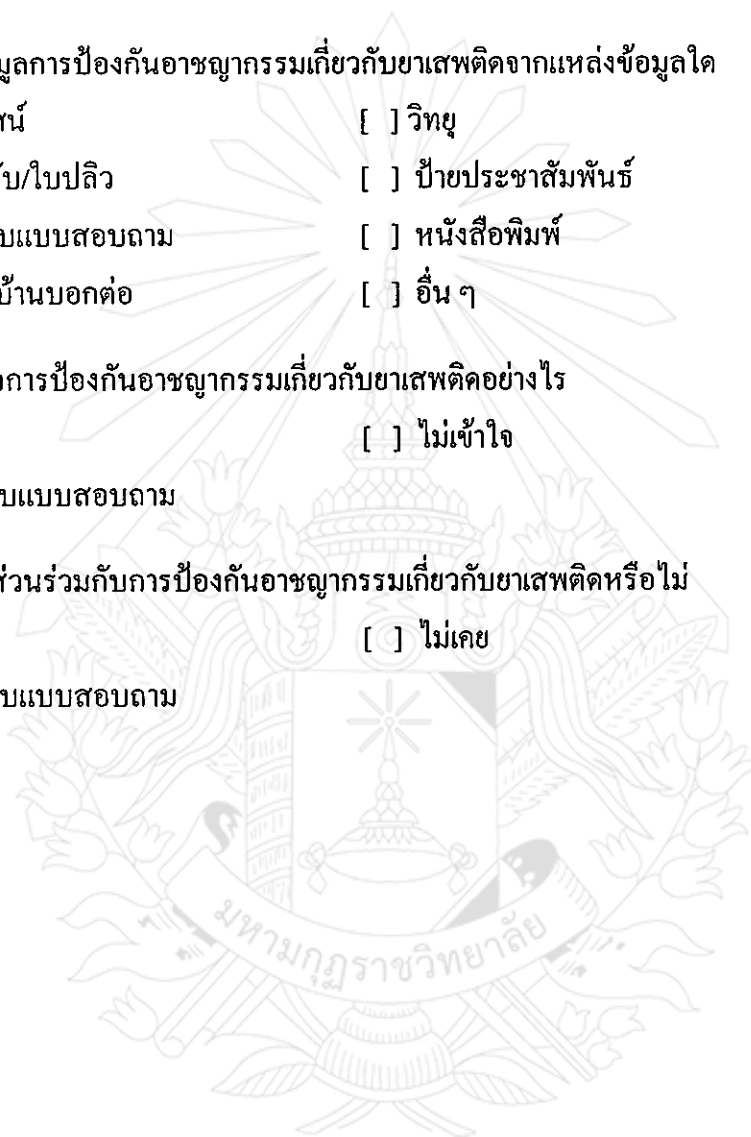 มูลการป้องกันอาชญากรรมเกี่ยวกับยาเสพติดจากแหล่งข้อมูลใด
[ ] วิทยุ
/ใบปลิว [ ] ป้ายประชาสัมพันธ์
บแบบสอบถาม [ ] หนังสือพิมพ์
บ้านบอกต่อ [ ] อื่น ๆ
การป้องกันอาชญากรรมเกี่ยวกับยาเสพติดอย่างไร
[ ] ไม่เข้าใจ
บแบบสอบถาม
ส่วนร่วมกับการป้องกันอาชญากรรมเกี่ยวกับยาเสพติดหรือไม่
[ ] ไม่เคย
บแบบสอบถาม
มหามกุฏราชวิทยาลัย